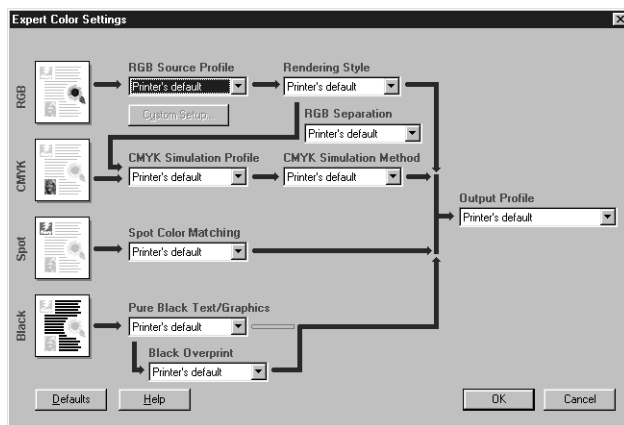 Expert Color Settings
RGB
RGB Source Profile
Printer's default
Custom Setup...
Rendering Style
Printer's default
RGB Separation
Printer's default
CMYK
CMYK Simulation Profile
Printer's default
CMYK Simulation Method
Printer's default
Output Profile
Printer's default
Spot
Spot Color Matching
Printer's default
Black
Pure Black Text/Graphics
Printer's default
Black Overprint
Printer's default
Defaults
Help
OK
Cancel